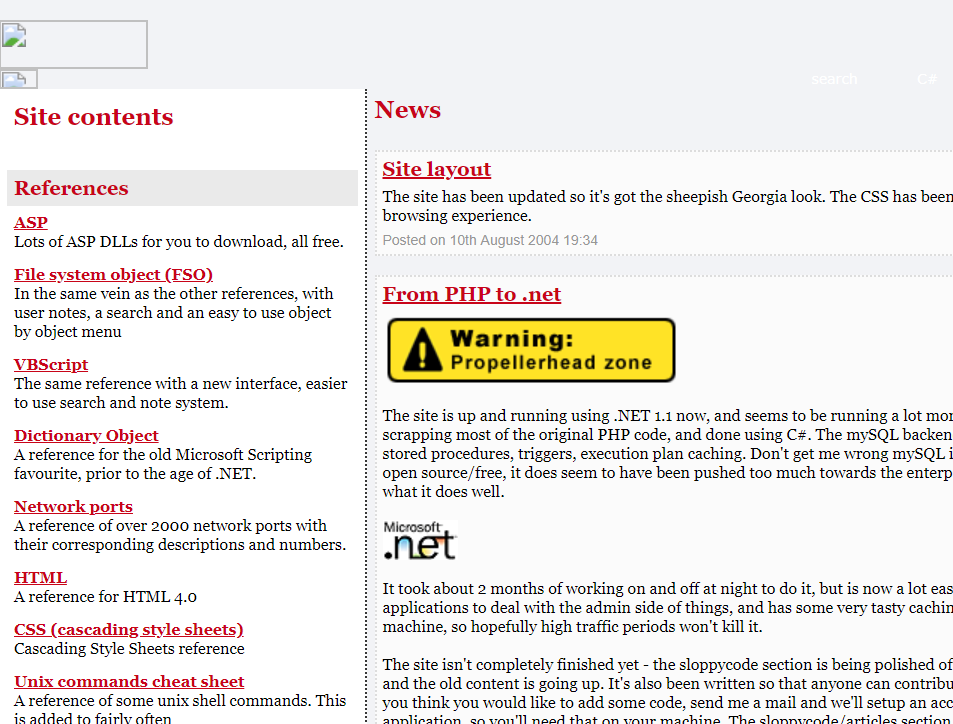 search
C#
Site contents
References
ASP
Lots of ASP DLLs for you to download, all free.
File system object (FSO)
In the same vein as the other references, with
user notes, a search and an easy to use object
by object menu
VBScript
The same reference with a new interface, easier
to use search and note system.
Dictionary Object
A reference for the old Microsoft Scripting
favourite, prior to the age of .NET.
Network ports
A reference of over 2000 network ports with
their corresponding descriptions and numbers.
HTML
A reference for HTML 4.0
CSS (cascading style sheets)
Cascading Style Sheets reference
Unix commands cheat sheet
A reference of some unix shell commands. This
is added to fairly often
News
Site layout
The site has been updated so it's got the sheepish Georgia look. The CSS has been
browsing experience.
Posted on 10th August 2004 19:34
From PHP to .net
Warning:
Propellerhead zone
The site is up and running using .NET 1.1 now, and seems to be running a lot mor
scrapping most of the original PHP code, and done using C#. The mySQL backen
stored procedures, triggers, execution plan caching. Don't get me wrong mySQL i
open source/free, it does seem to have been pushed too much towards the enterp
what it does well.
Microsoft
.net
It took about 2 months of working on and off at night to do it, but is now a lot eas
applications to deal with the admin side of things, and has some very tasty cachin
machine, so hopefully high traffic periods won't kill it.
The site isn't completely finished yet - the sloppycode section is being polished of
and the old content is going up. It's also been written so that anyone can contribu
you think you would like to add some code, send me a mail and we'll setup an acc
application, so you'll need that on your machine. The sloppycode/articles section